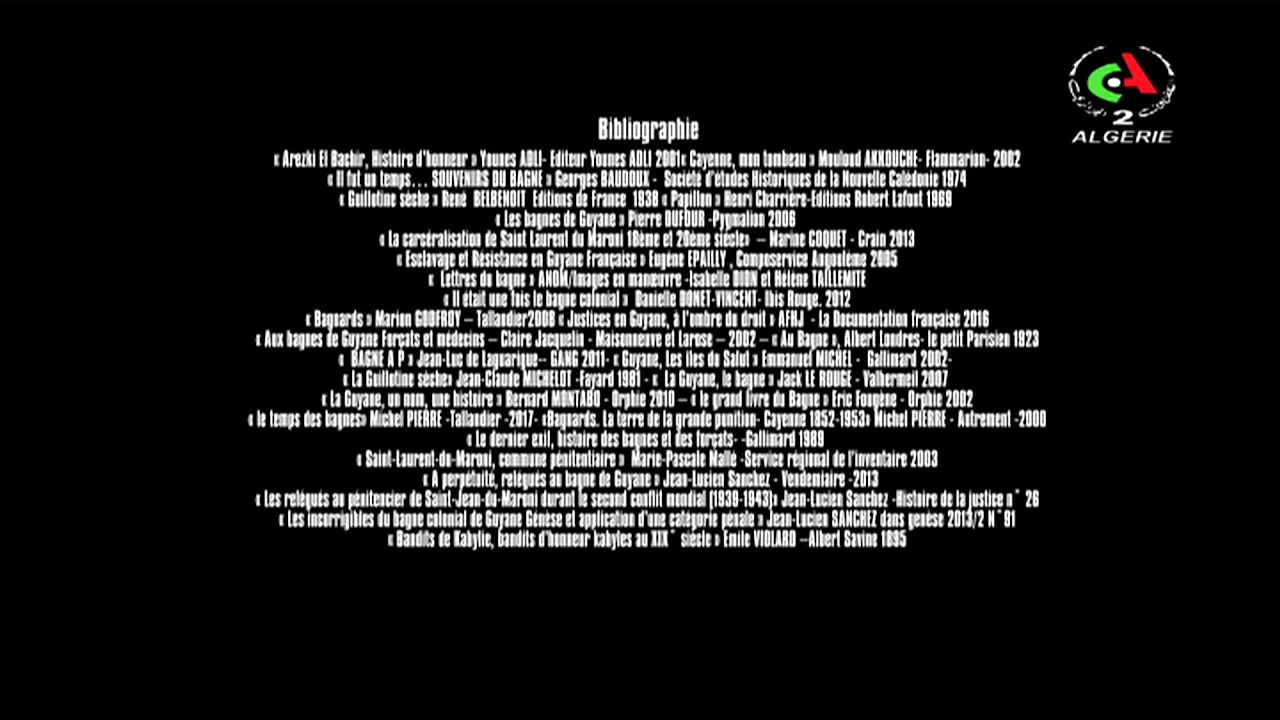 Bibliographie
« Arezki El Bachir, Histoire d'honneur » Younes ADLI- Editeur Younes ADLI 2001« Cayenne, mon tombeau » Mouloud AKKOUCHE- Flammarion- 2002
« Il fut un temps... SOUVENIRS DU BAGNE » Georges BAUDOUX - Société d'études Historiques de la Nouvelle Calédonie 1974
« Guillotine sèche » René BELBENOIT Editions de France 1938 « Papillon » Henri Charrière-Editions Robert Lafont 1969
« Les bagnes de Guyane » Pierre DUFOUR -Pygmalion 2006
« La carcéralisation de Saint Laurent du Maroni 18ème et 20ème siècle» – Marine COQUET - Crain 2013
« Esclavage et Résistance en Guyane Française » Eugène EPAILLY , Composervice Angoulème 2005
« Lettres du bagne » ANOM/Images en manœuvre -Isabelle DION et Hélène TAILLEMITE
« Il était une fois le bagne colonial » Danielle DONET-VINCENT- Ibis Rouge. 2012
« Bagnards » Marion GODFROY – Tallandier2008 « Justices en Guyane, à l'ombre du droit » AFHJ - La Documentation française 2016
« Aux bagnes de Guyane Forçats et médecins – Claire Jacquelin - Maisonneuve et Larose – 2002 – « Au Bagne », Albert Londres- le petit Parisien 1923
« BAGNE A P » Jean-Luc de Laguarigue-- GANG 2011- « Guyane, Les iles du Salut » Emmanuel MICHEL - Gallimard 2002-
« La Guillotine sèche» Jean-Claude MICHELOT -Fayard 1981 - « La Guyane, le bagne » Jack LE ROUGE - Valhermeil 2007
« La Guyane, un nom, une histoire » Bernard MONTABO - Orphie 2010 – « le grand livre du Bagne » Eric Fougène - Orphie 2002
« le temps des bagnes» Michel PIERRE -Tallandier -2017- «Bagnards. La terre de la grande punition- Cayenne 1852-1953» Michel PIERRE - Autrement -2000
« Le dernier exil, histoire des bagnes et des forçats- -Gallimard 1989
« Saint-Laurent-du-Maroni, commune pénitentiaire » Marie-Pascale Mallé -Service régional de l'inventaire 2003
« A perpétuité, relégués au bagne de Guyane » Jean-Lucien Sanchez - Vendemiaire -2013
« Les relégués au pénitencier de Saint-Jean-du-Maroni durant le second conflit mondial (1939-1943)» Jean-Lucien Sanchez -Histoire de la justice n° 26
« Les incorrigibles du bagne colonial de Guyane Genèse et application d'une catégorie pénale » Jean-Lucien SANCHEZ dans genèse 2013/2 N°91
« Bandits de Kabylie, bandits d'honneur kabyles au XIX° siècle » Emile VIOLARD –Albert Savine 1895
2
ALGERIE